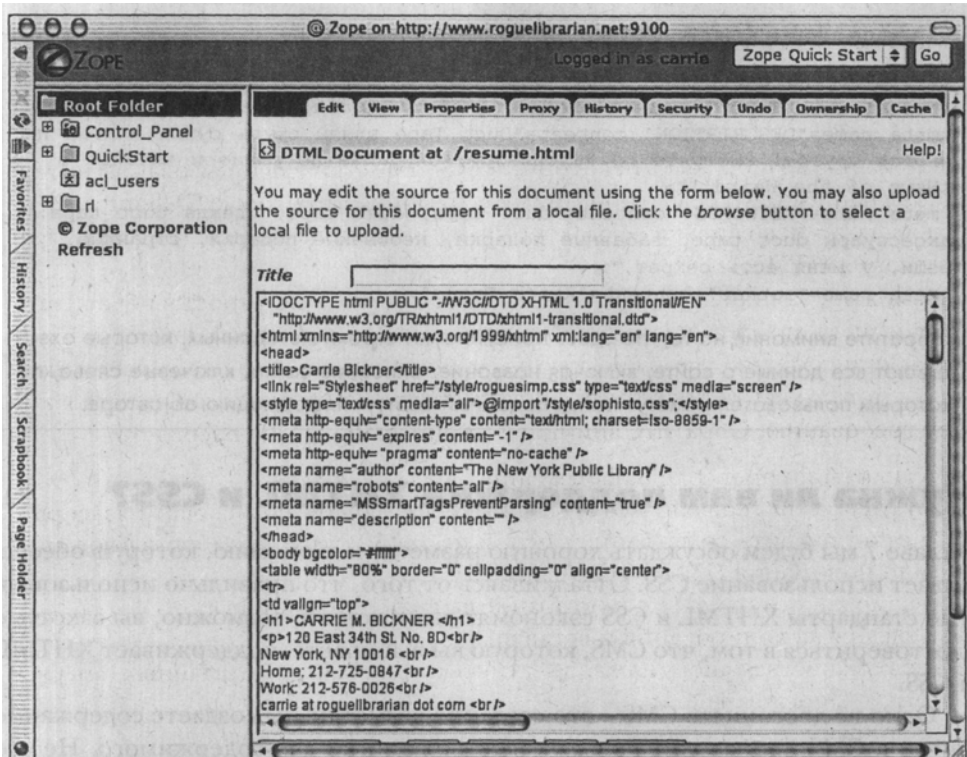 @ Zope on http://www.roguelibrarian.net:9100
ZOPE
Logged in as carrie
Zope Quick Start
Go
Favorites
History
Search
Scrapbook
Page Holder
Root Folder
Control_Panel
QuickStart
acl_users
rl
© Zope Corporation
Refresh
Edit View Properties Proxy History Security Undo Ownership Cache
DTML Document at /resume.html
Help!
You may edit the source for this document using the form below. You may also upload
the source for this document from a local file. Click the browse button to select a
local file to upload.
Title
<!DOCTYPE html PUBLIC "-//W3C//DTD XHTML 1.0 Transitional//EN"
"http://www.w3.org/TR/xhtml1/DTD/xhtml1-transitional.dtd">
<html xmlns="http://www.w3.org/1999/xhtml" xml:lang="en" lang="en">
<head>
<title>Carrie Bickner</title>
<link rel="Stylesheet" href="/style/roguesimp.css" type="text/css" media="screen" />
<style type="text/css" media="all">@import "/style/sophisto.css";</style>
<meta http-equiv="content-type" content="text/html; charset=iso-8859-1" />
<meta http-equiv="expires" content="-1" />
<meta http-equiv= "pragma" content="no-cache" />
<meta name="author" content="The New York Public Library" />
<meta name="robots" content="all" />
<meta name="MSSmartTagsPreventParsing" content="true" />
<meta name="description" content="" />
</head>
<body bgcolor="#ffffff">
<table width="80%" border="0" cellpadding="0" align="center">
<tr>
<td valign="top">
<h1>CARRIE M. BICKNER </h1>
<p>120 East 34th St. No. 8D<br />
New York, NY 10016 <br />
Home: 212-725-0847<br />
Work: 212-576-0026<br />
carrie at roguelibrarian dot com <br />